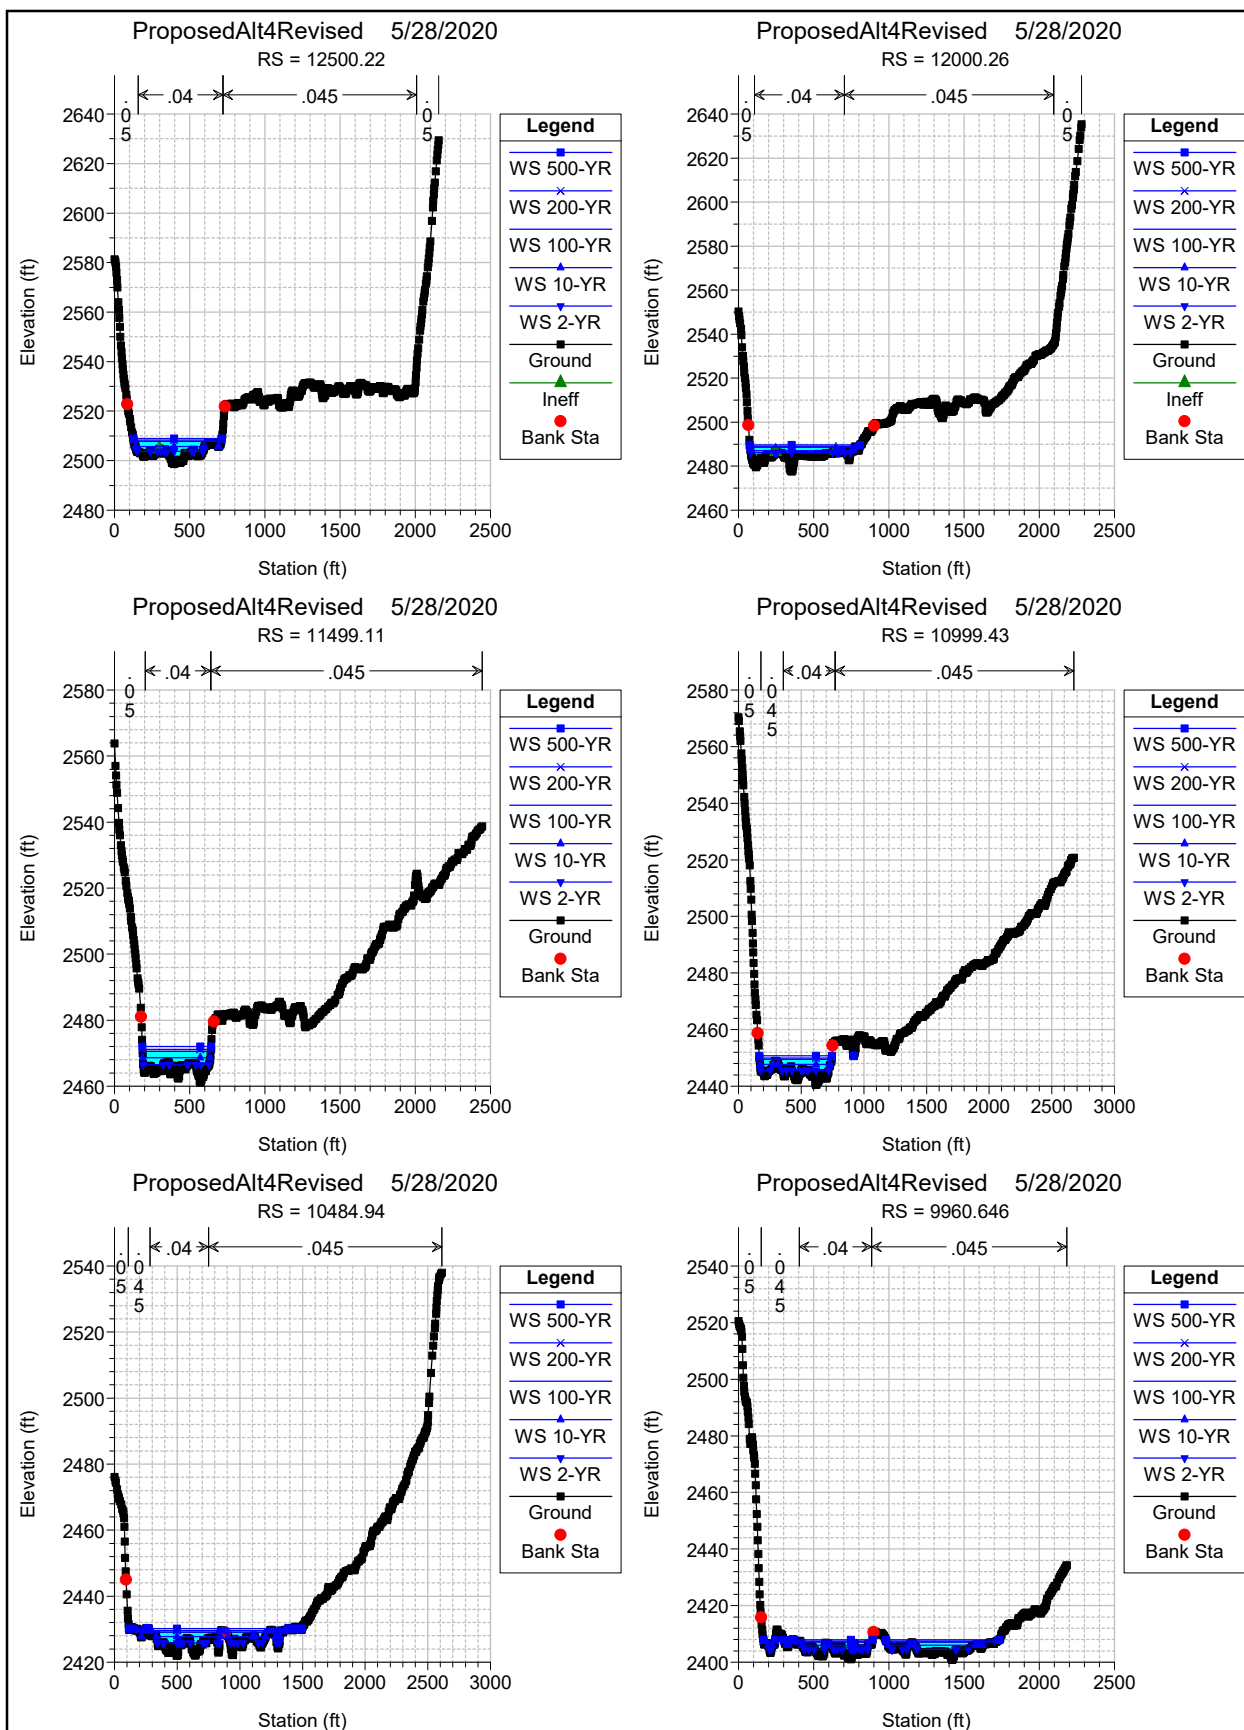 ProposedAlt4Revised 5/28/2020
RS = 12500.22
.05 .04 .045 .05
2640
2620
2600
2580
2560
2540
2520
2500
2480
0 500 1000 1500 2000 2500
Station (ft)
Elevation (ft)
Legend
WS 500-YR
WS 200-YR
WS 100-YR
WS 10-YR
WS 2-YR
Ground
Ineff
Bank Sta
ProposedAlt4Revised 5/28/2020
RS = 12000.26
.05 .04 .045 .05
2640
2620
2600
2580
2560
2540
2520
2500
2480
2460
0 500 1000 1500 2000 2500
Station (ft)
Elevation (ft)
Legend
WS 500-YR
WS 200-YR
WS 100-YR
WS 10-YR
WS 2-YR
Ground
Ineff
Bank Sta
ProposedAlt4Revised 5/28/2020
RS = 11499.11
.05 .04 .045
2580
2560
2540
2520
2500
2480
2460
0 500 1000 1500 2000 2500
Station (ft)
Elevation (ft)
Legend
WS 500-YR
WS 200-YR
WS 100-YR
WS 10-YR
WS 2-YR
Ground
Bank Sta
ProposedAlt4Revised 5/28/2020
RS = 10999.43
.05 .045 .04 .045
2580
2560
2540
2520
2500
2480
2460
2440
0 500 1000 1500 2000 2500 3000
Station (ft)
Elevation (ft)
Legend
WS 500-YR
WS 200-YR
WS 100-YR
WS 10-YR
WS 2-YR
Ground
Bank Sta
ProposedAlt4Revised 5/28/2020
RS = 10484.94
.05 .045 .04 .045
2540
2520
2500
2480
2460
2440
2420
0 500 1000 1500 2000 2500 3000
Station (ft)
Elevation (ft)
Legend
WS 500-YR
WS 200-YR
WS 100-YR
WS 10-YR
WS 2-YR
Ground
Bank Sta
ProposedAlt4Revised 5/28/2020
RS = 9960.646
.05 .045 .04 .045
2540
2520
2500
2480
2460
2440
2420
2400
0 500 1000 1500 2000 2500
Station (ft)
Elevation (ft)
Legend
WS 500-YR
WS 200-YR
WS 100-YR
WS 10-YR
WS 2-YR
Ground
Bank Sta